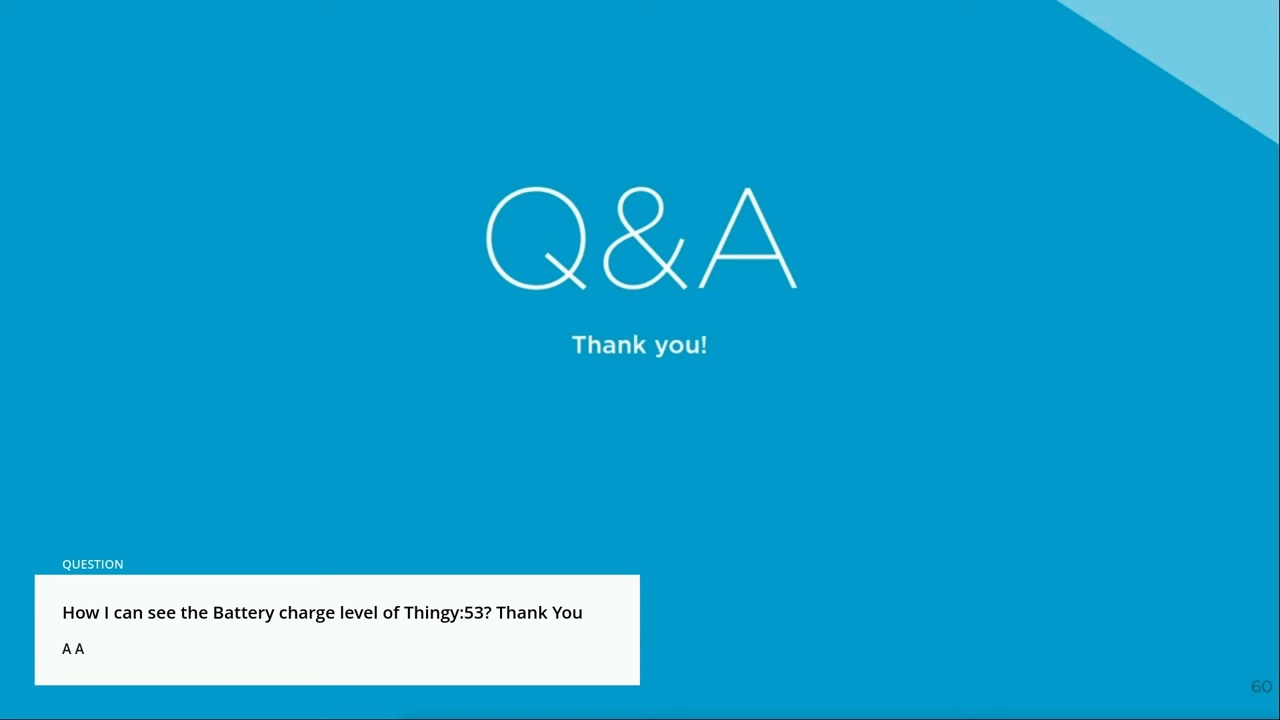 Q&A
Thank you!
QUESTION
How I can see the Battery charge level of Thingy:53? Thank You
A A
60